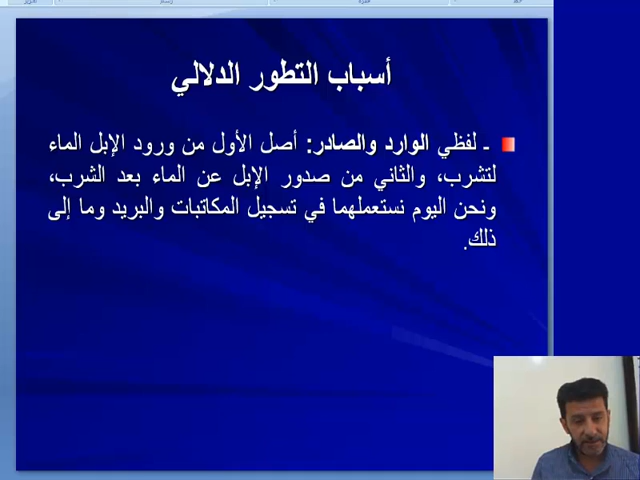 أسباب التطور الدلالي
ـ لفظي الوارد والصادر: أصل الأول من ورود الإبل الماء
لتشرب، والثاني من صدور الإبل عن الماء بعد الشرب،
ونحن اليوم نستعملهما في تسجيل المكاتبات والبريد وما إلى
ذلك.